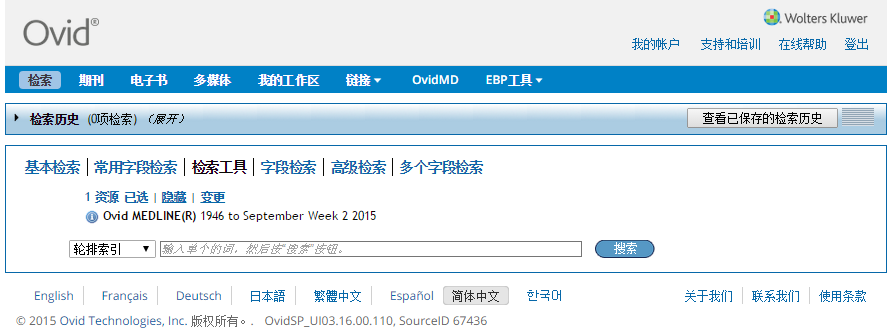 Ovid®
Wolters Kluwer
我的帐户 支持和培训 在线帮助 登出
检索 期刊 电子书 多媒体 我的工作区 链接 OvidMD EBP工具
检索历史 (0项检索) (展开) 查看已保存的检索历史
基本检索 | 常用字段检索 | 检索工具 | 字段检索 | 高级检索 | 多个字段检索
1 资源 已选 | 隐藏 | 变更
Ovid MEDLINE(R) 1946 to September Week 2 2015
轮排索引 输入单个的词，然后按“搜索”按钮。 搜索
English Français Deutsch 日本語 繁體中文 Español 简体中文 한국어 关于我们 联系我们 使用条款
© 2015 Ovid Technologies, Inc. 版权所有。. OvidSP_UI03.16.00.110, SourceID 67436